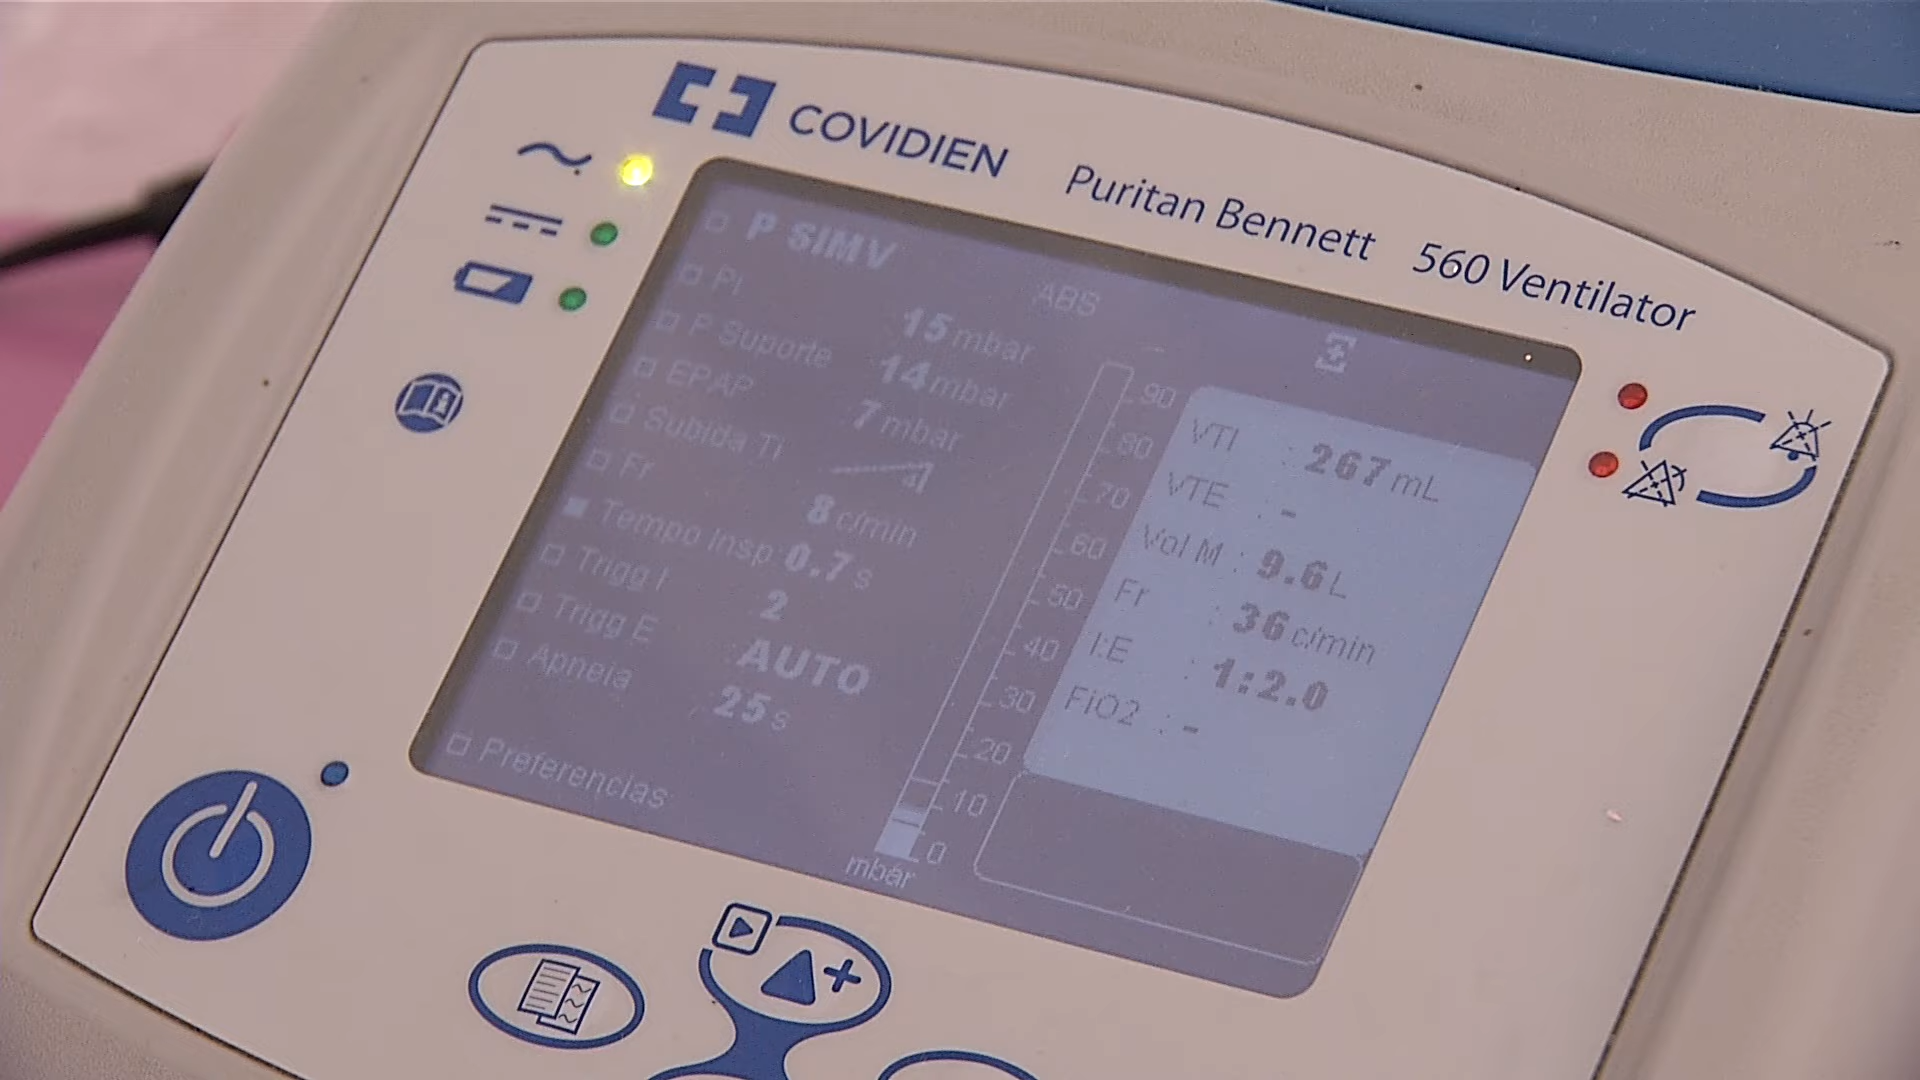 COVIDIEN
Puritan Bennett 560 Ventilator
P SIMV
ABS
Pi 15 mbar
P Suporte 14 mbar
EPAP 7 mbar
Subida Ti
Fr 8 c/min
Tempo Insp 0.7 s
Trigg I 2
Trigg E AUTO
Apneia : 25 s
Preferencias
90
80
70
60
50
40
30
20
10
0
mbar
VTI : 267 mL
VTE : -
Vol M : 9.6 L
Fr : 36 c/min
I:E : 1:2.0
FiO2 : -